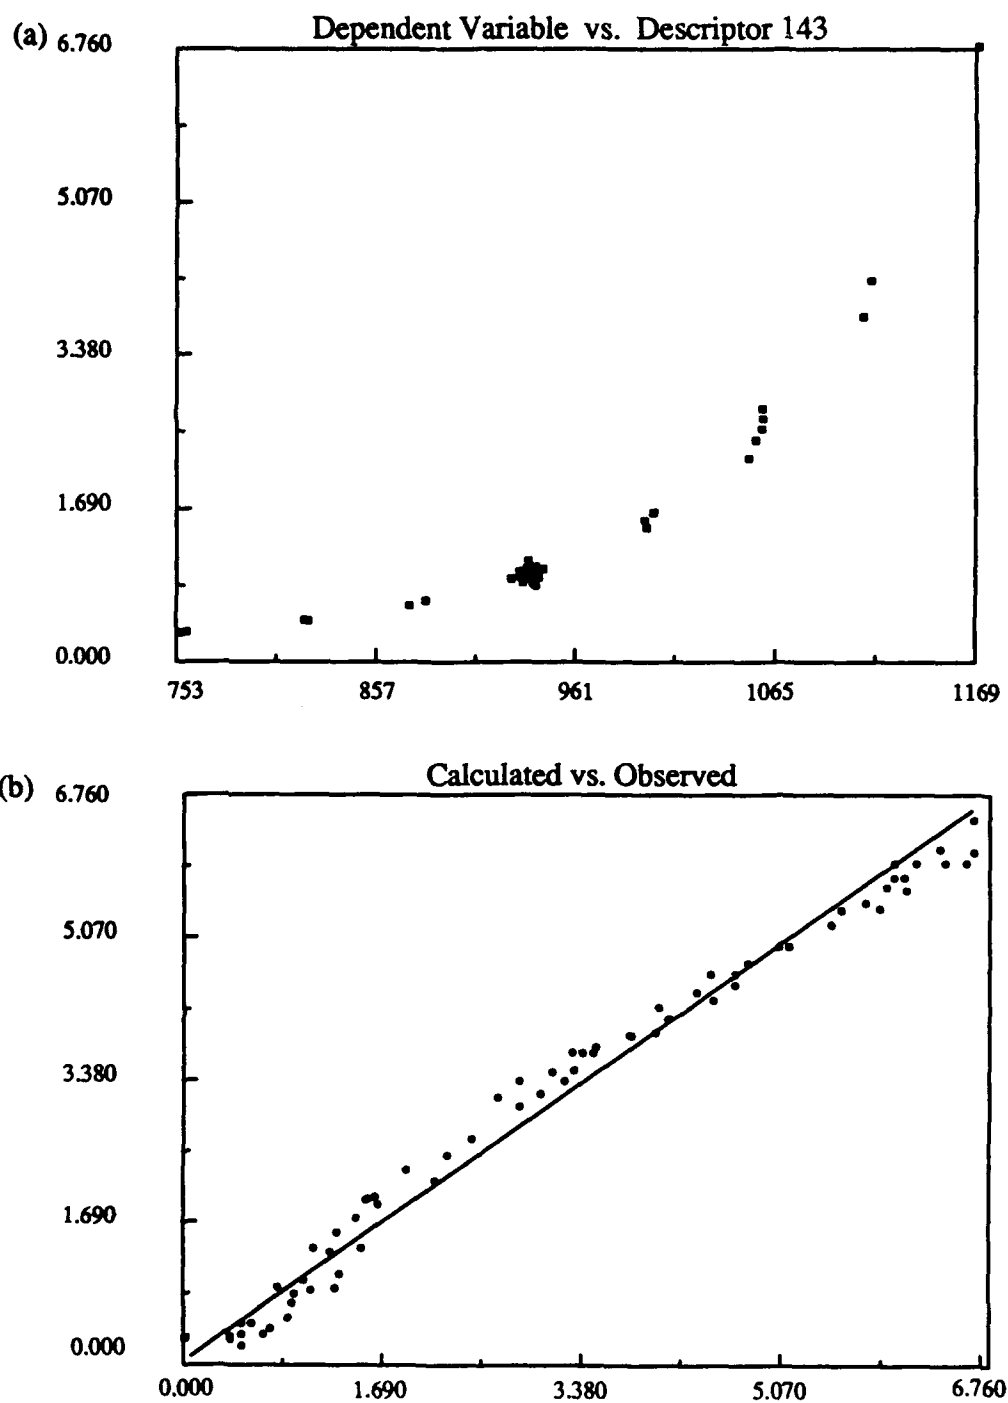 (a)
Dependent Variable vs. Descriptor 143
6.760
5.070
3.380
1.690
0.000
753 857 961 1065 1169
(b)
Calculated vs. Observed
6.760
5.070
3.380
1.690
0.000
0.000 1.690 3.380 5.070 6.760